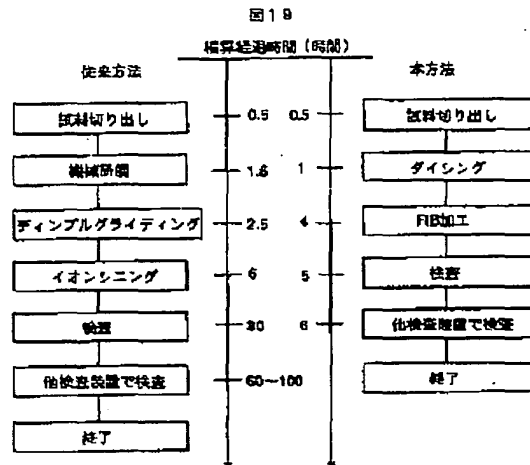 図19
積算経過時間（時間）
従来方法
本方法
試料切り出し
0.5
0.5
試料切り出し
機械研磨
1.6
1
ダイシング
ディンプルグライディング
2.5
4
FIB加工
イオンシニング
6
5
検査
検査
30
6
他検査装置で検査
他検査装置で検査
60～100
終了
終了